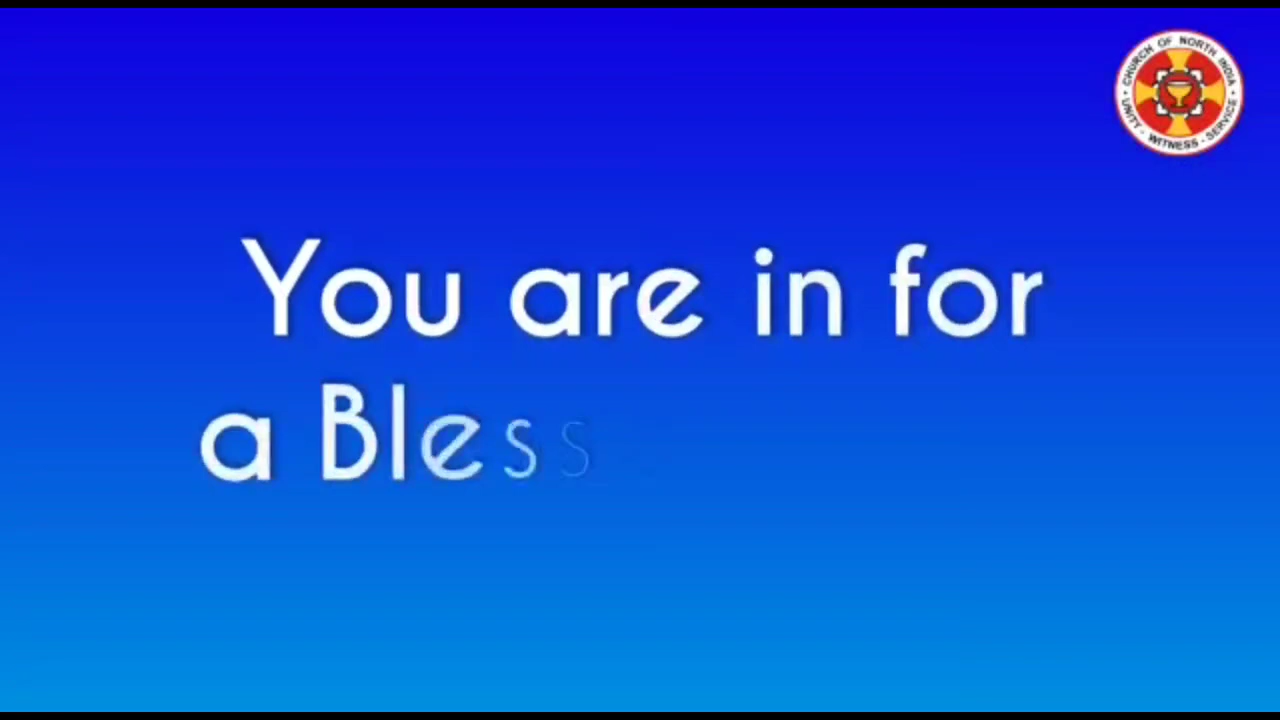 CHURCH OF NORTH INDIA
UNITY - WITNESS - SERVICE
You are in for
a Bless